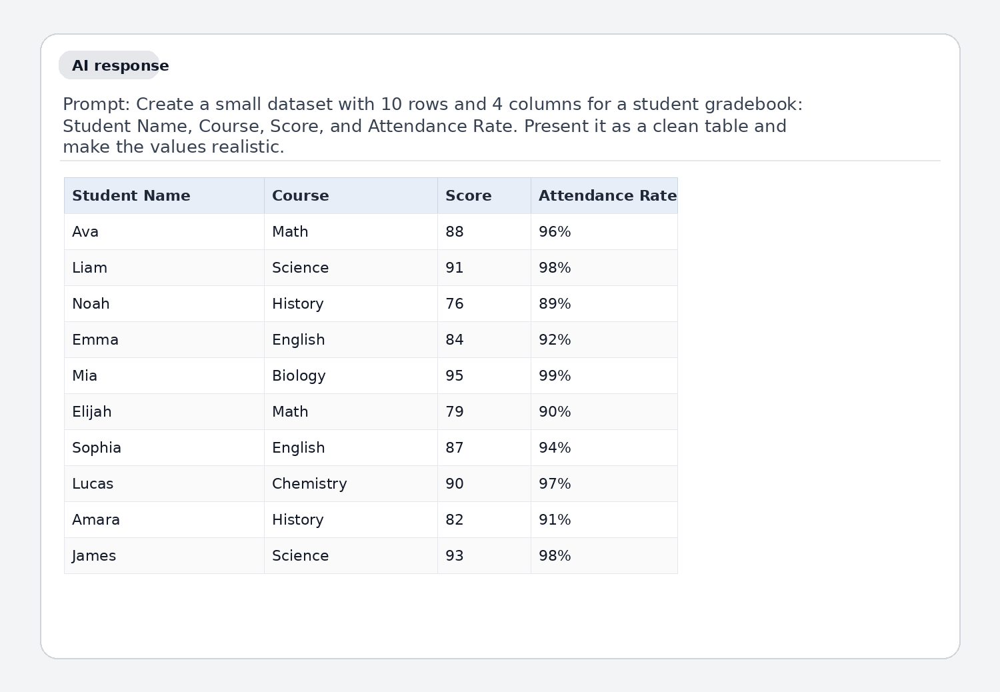 AI response
Prompt: Create a small dataset with 10 rows and 4 columns for a student gradebook:
Student Name, Course, Score, and Attendance Rate. Present it as a clean table and
make the values realistic.
Student Name Course Score Attendance Rate
Ava Math 88 96%
Liam Science 91 98%
Noah History 76 89%
Emma English 84 92%
Mia Biology 95 99%
Elijah Math 79 90%
Sophia English 87 94%
Lucas Chemistry 90 97%
Amara History 82 91%
James Science 93 98%